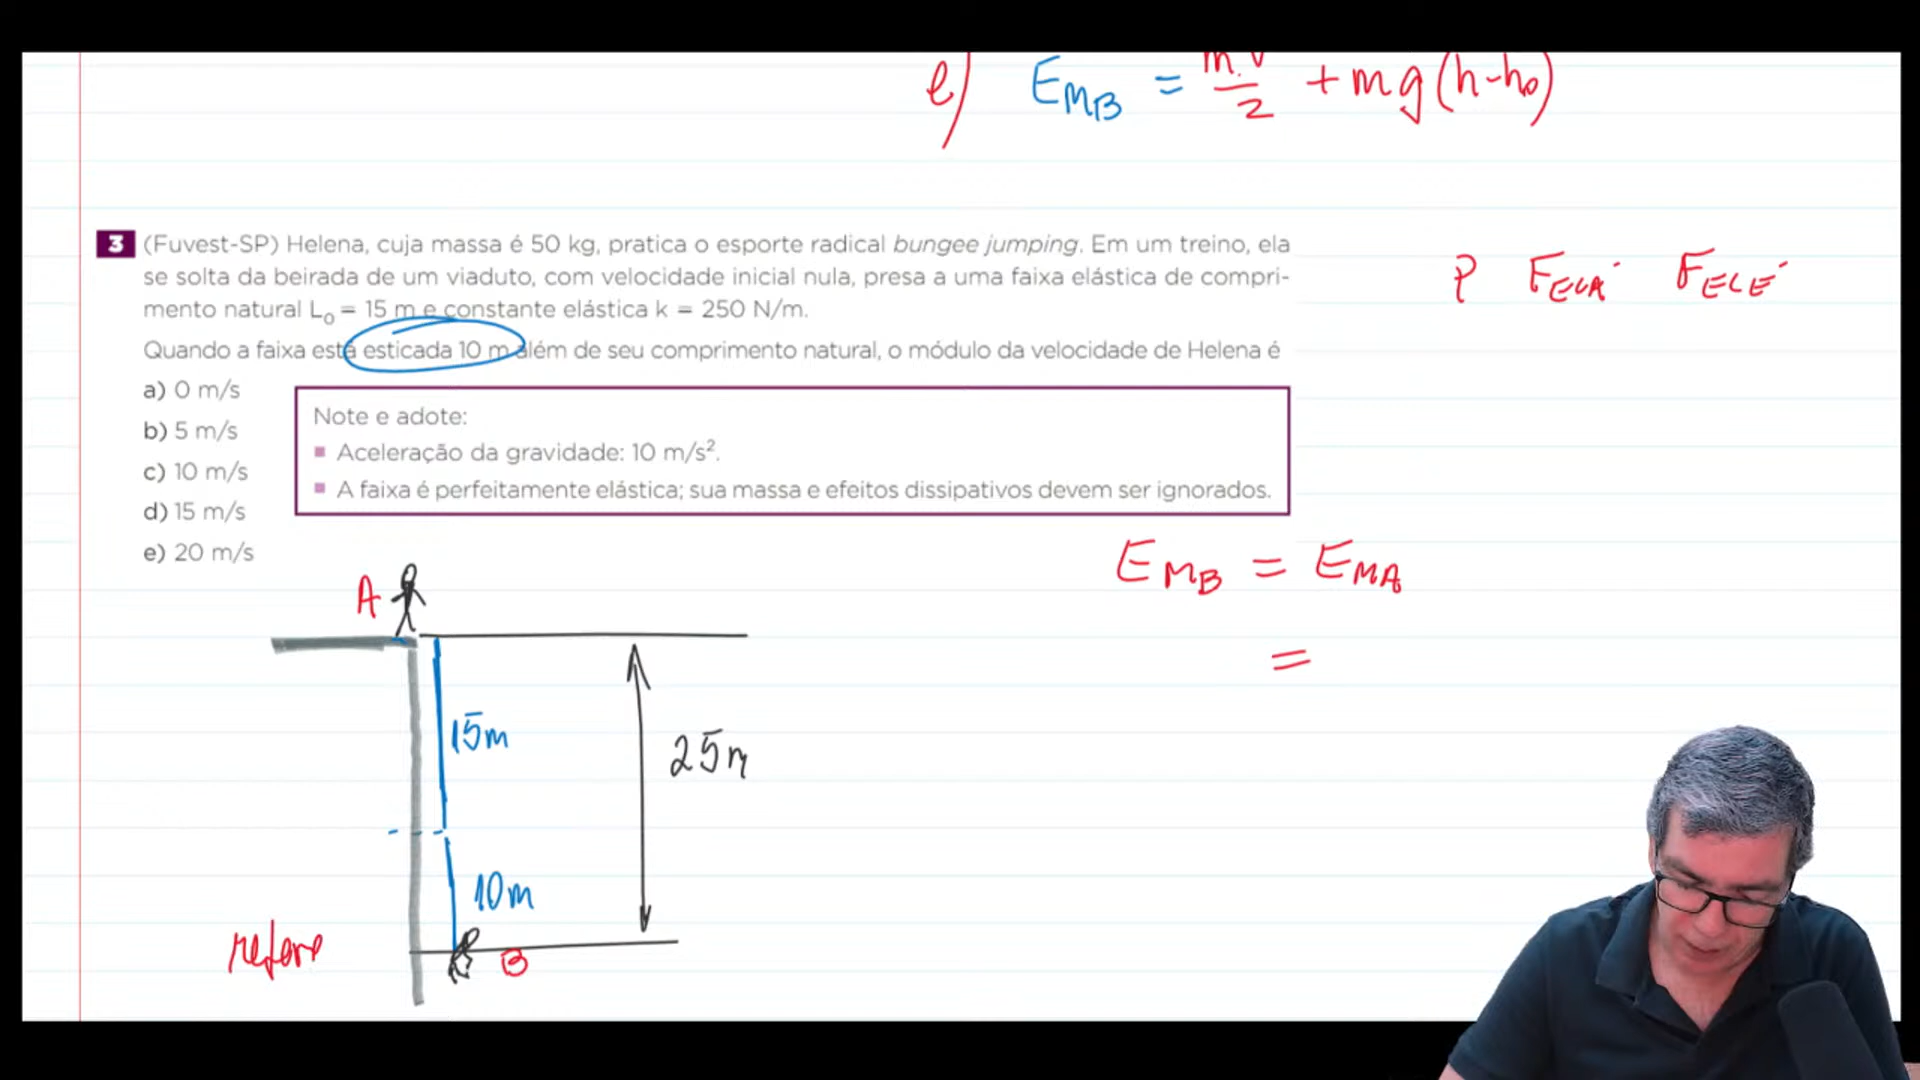 e) E_MB = m.v/2 + mg(h-h₀)
3 (Fuvest-SP) Helena, cuja massa é 50 kg, pratica o esporte radical bungee jumping. Em um treino, ela
se solta da beirada de um viaduto, com velocidade inicial nula, presa a uma faixa elástica de compri-
mento natural L₀ = 15 m e constante elástica k = 250 N/m.
P F_ELÁ. F_ELE.
Quando a faixa está esticada 10 m além de seu comprimento natural, o módulo da velocidade de Helena é
a) 0 m/s
b) 5 m/s
c) 10 m/s
d) 15 m/s
e) 20 m/s
Note e adote:
Aceleração da gravidade: 10 m/s².
A faixa é perfeitamente elástica; sua massa e efeitos dissipativos devem ser ignorados.
E_MB = E_MA
=
A
15m
25m
10m
refere
B